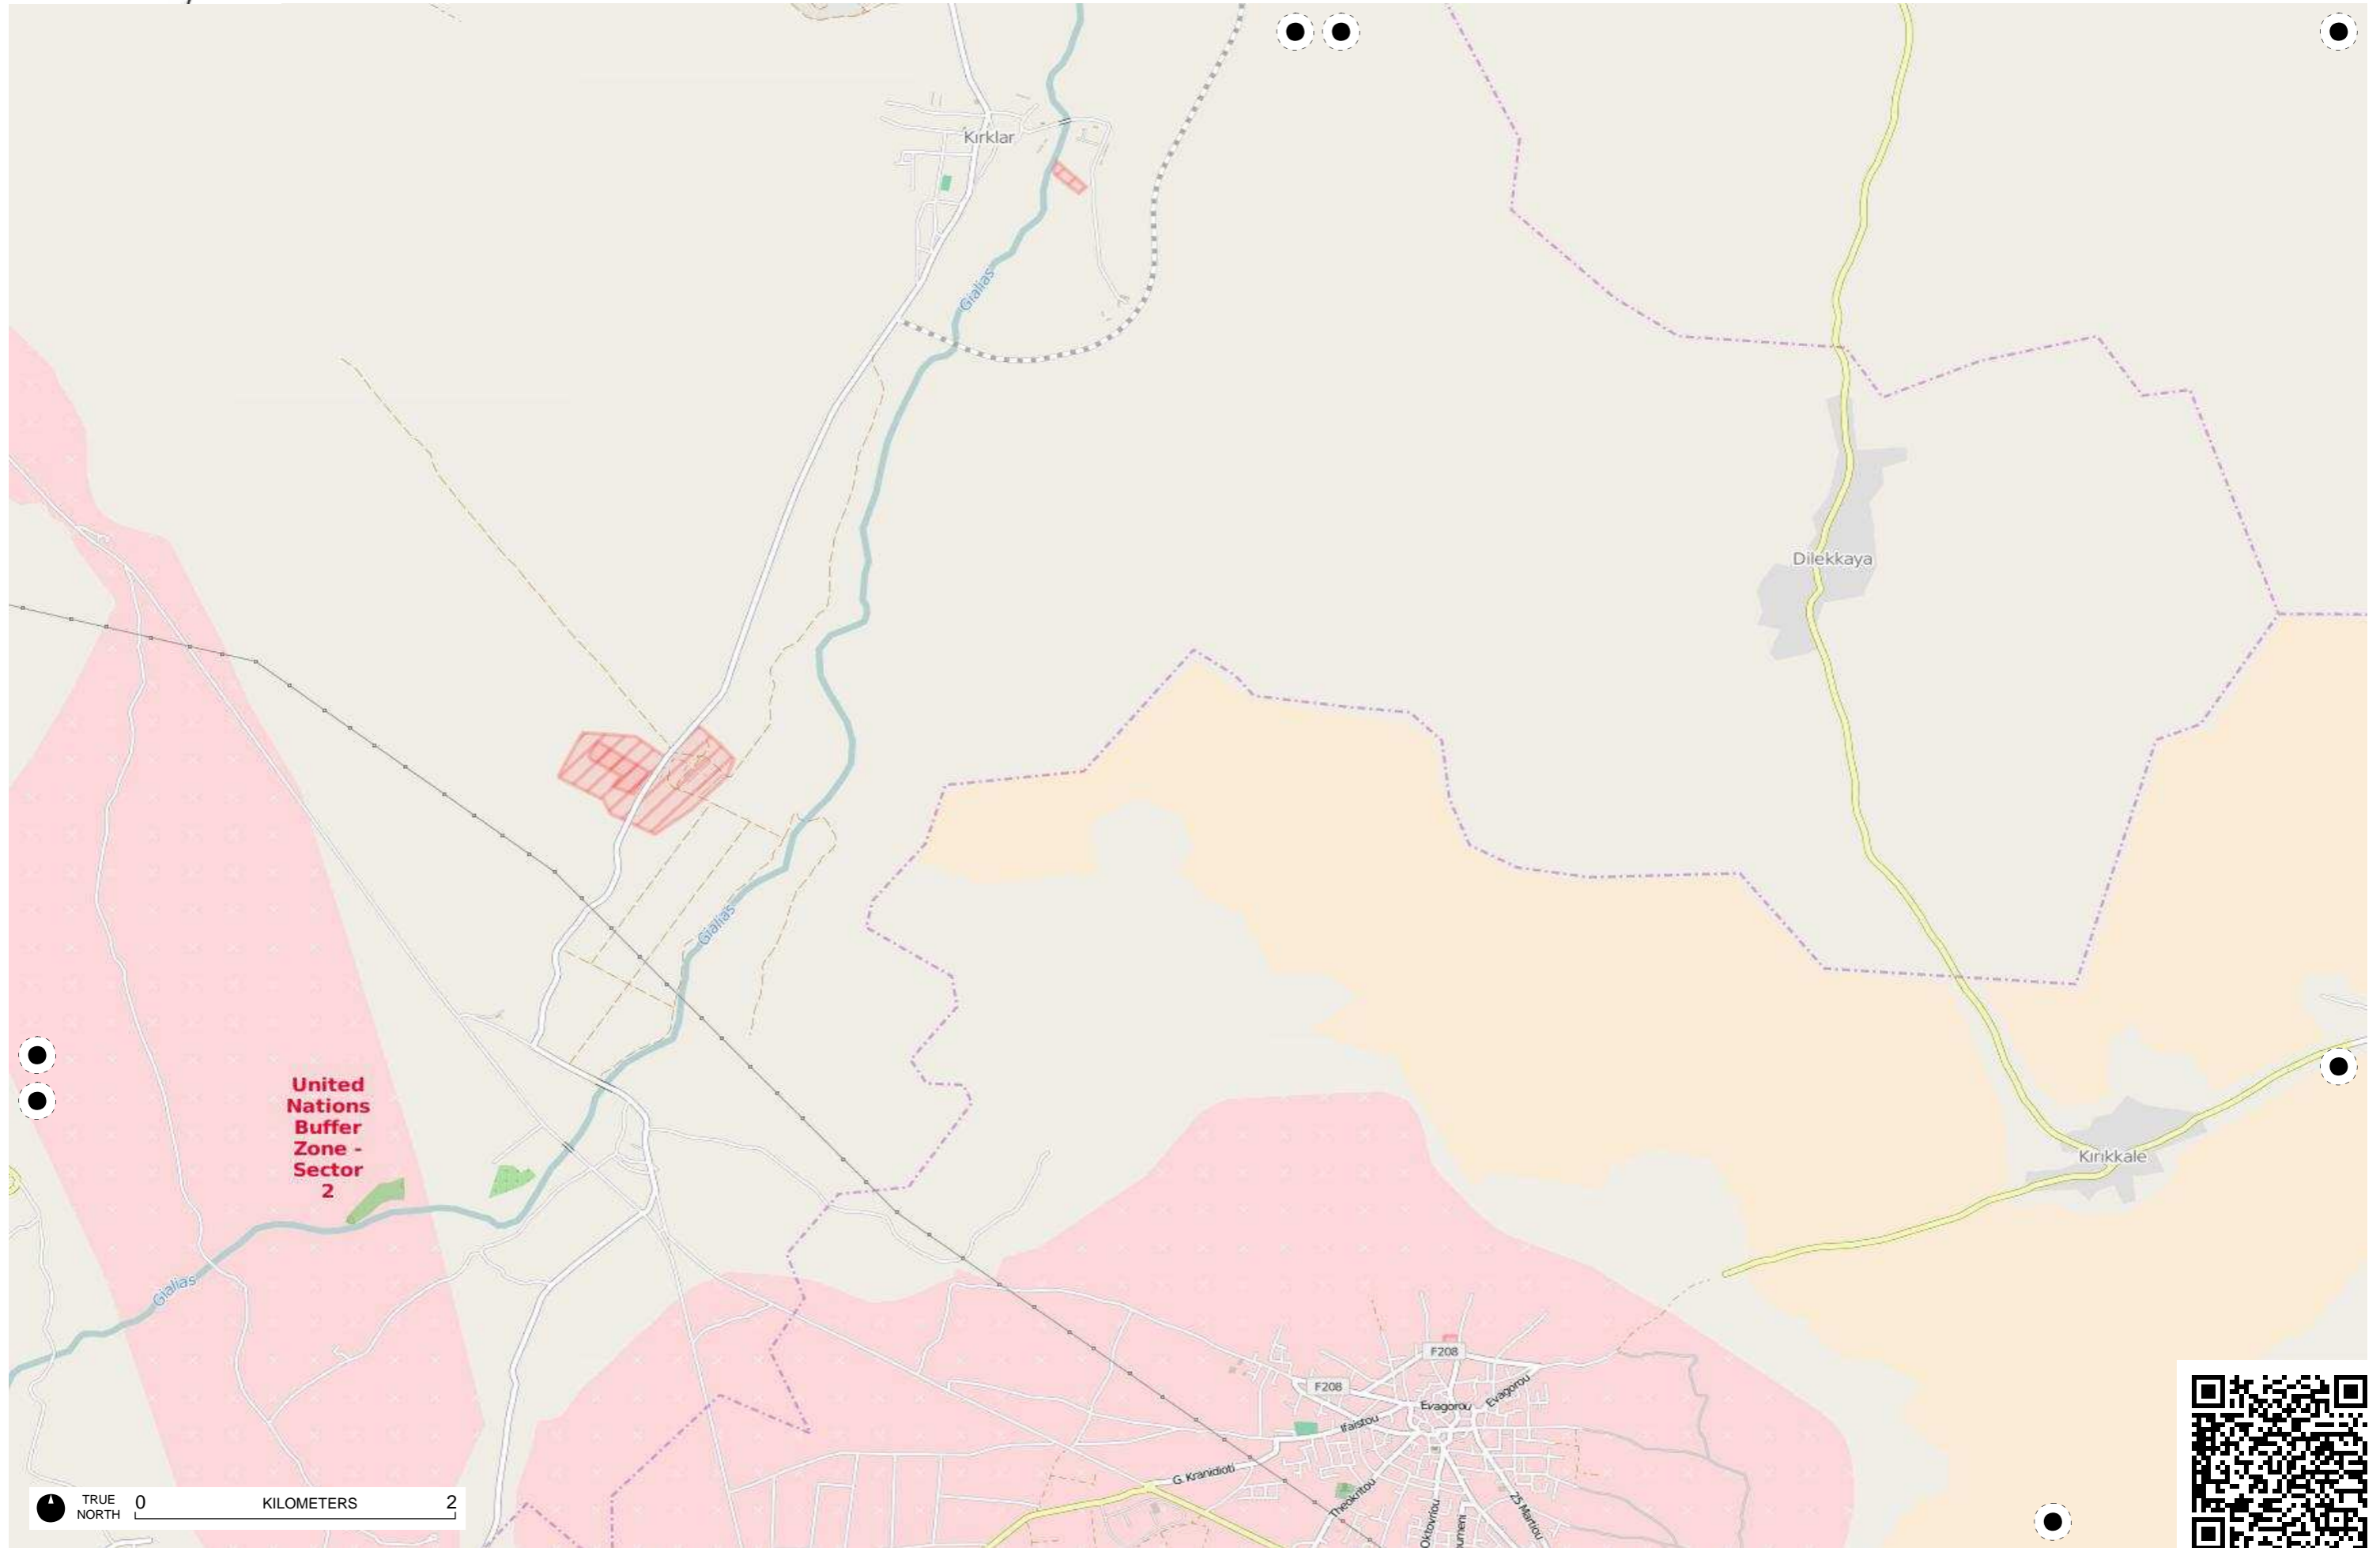 Kırklar
Gialias
Dilekkaya
Gialias
United
Nations
Buffer
Zone -
Sector
2
Kırıkkale
Gialias
F208
F208
Evagorou
Evagorou
Ifaistou
G. Kranidioti
Theokritou
25 Martiou
TRUE
NORTH
0 KILOMETERS 2